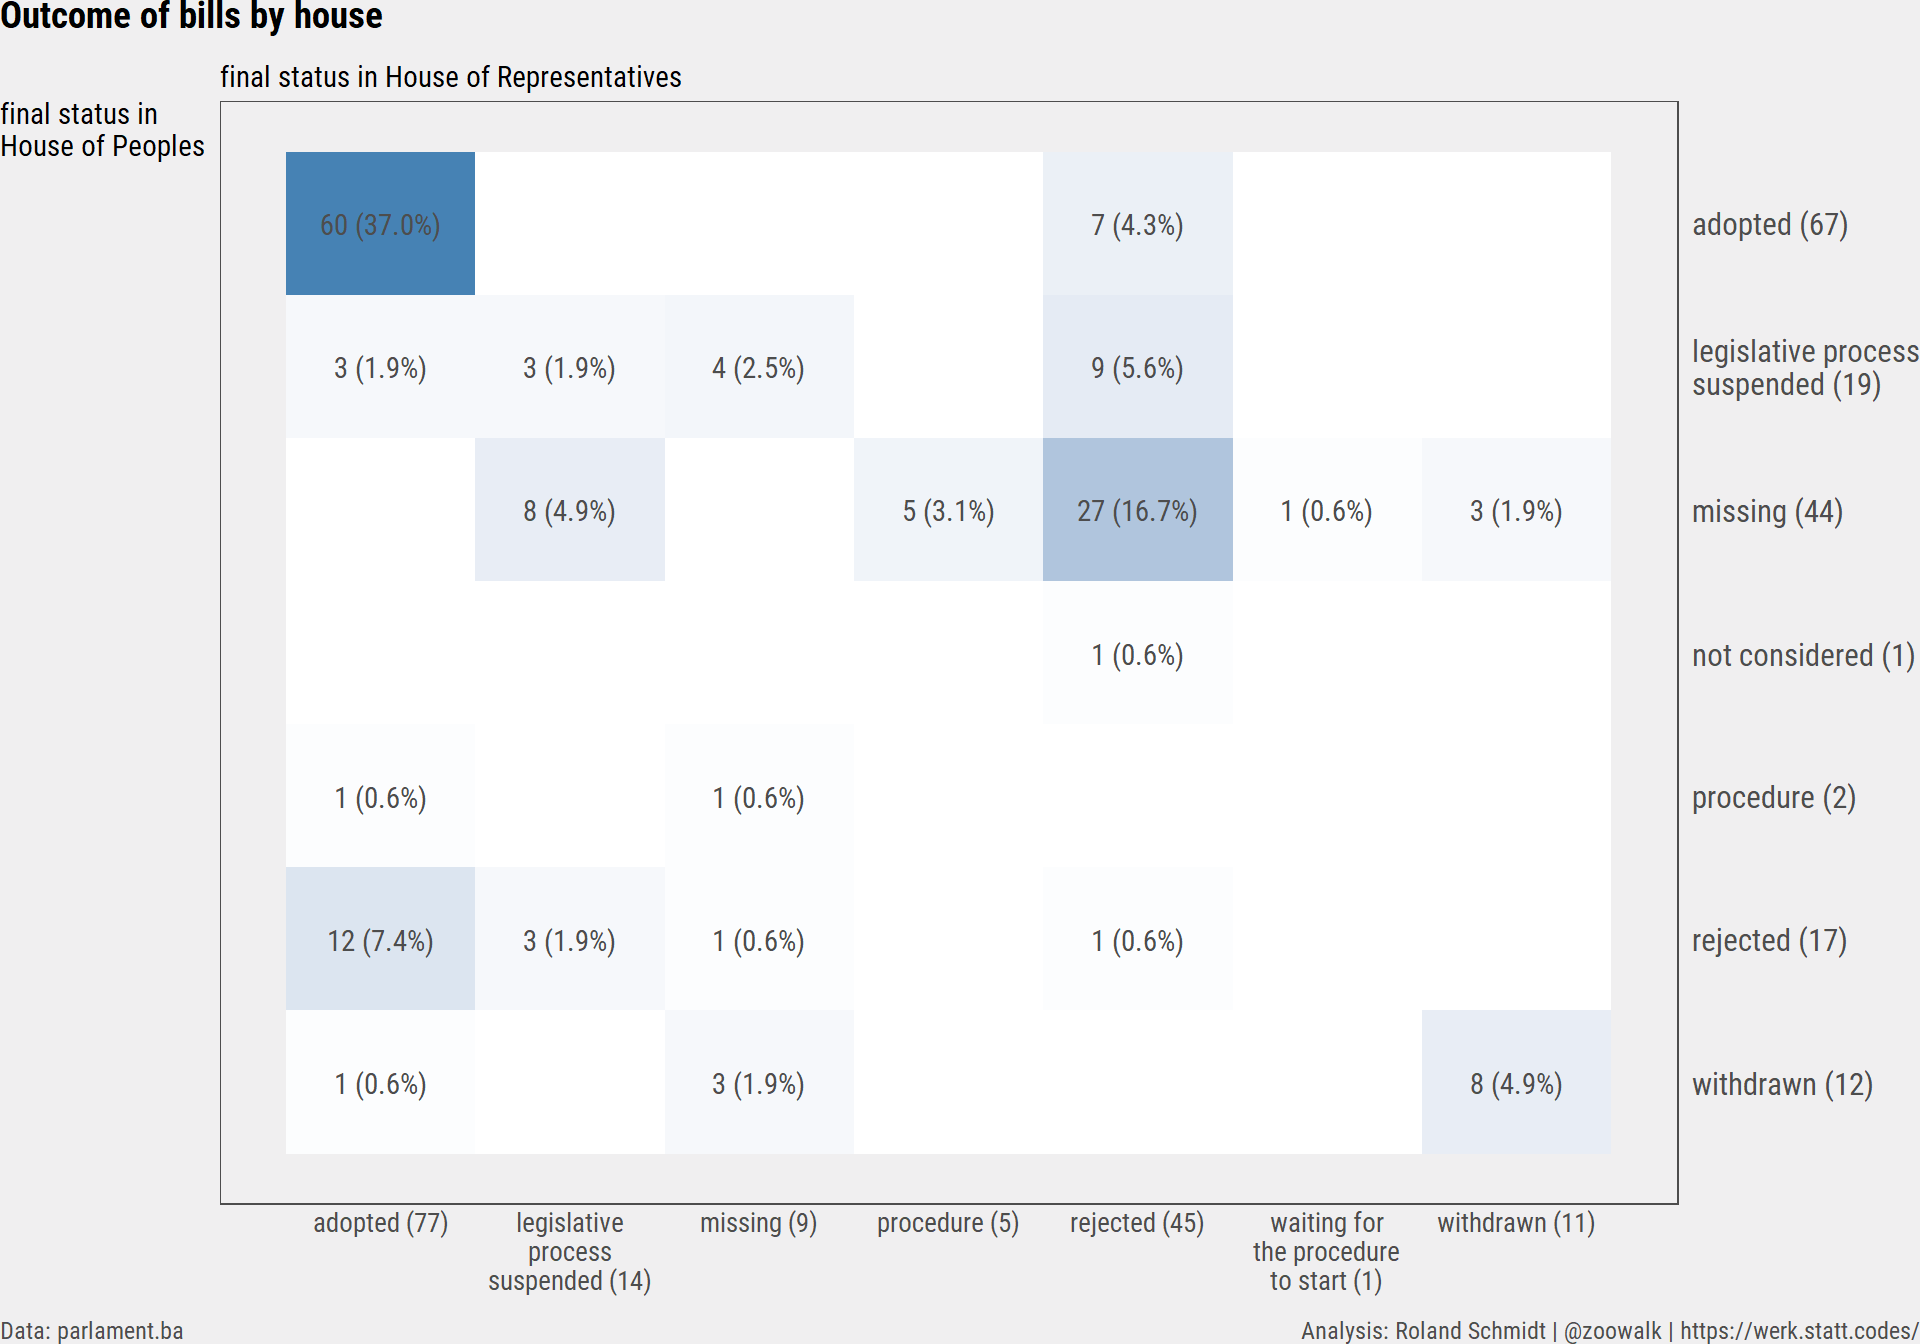 Outcome of bills by house
final status in House of Representatives
final status in
House of Peoples
60 (37.0%)
7 (4.3%)
adopted (67)
3 (1.9%)
3 (1.9%)
4 (2.5%)
9 (5.6%)
legislative process
suspended (19)
8 (4.9%)
5 (3.1%)
27 (16.7%)
1 (0.6%)
3 (1.9%)
missing (44)
1 (0.6%)
not considered (1)
1 (0.6%)
1 (0.6%)
procedure (2)
12 (7.4%)
3 (1.9%)
1 (0.6%)
1 (0.6%)
rejected (17)
1 (0.6%)
3 (1.9%)
8 (4.9%)
withdrawn (12)
adopted (77)
legislative
process
suspended (14)
missing (9)
procedure (5)
rejected (45)
waiting for
the procedure
to start (1)
withdrawn (11)
Data: parlament.ba
Analysis: Roland Schmidt | @zoowalk | https://werk.statt.codes/